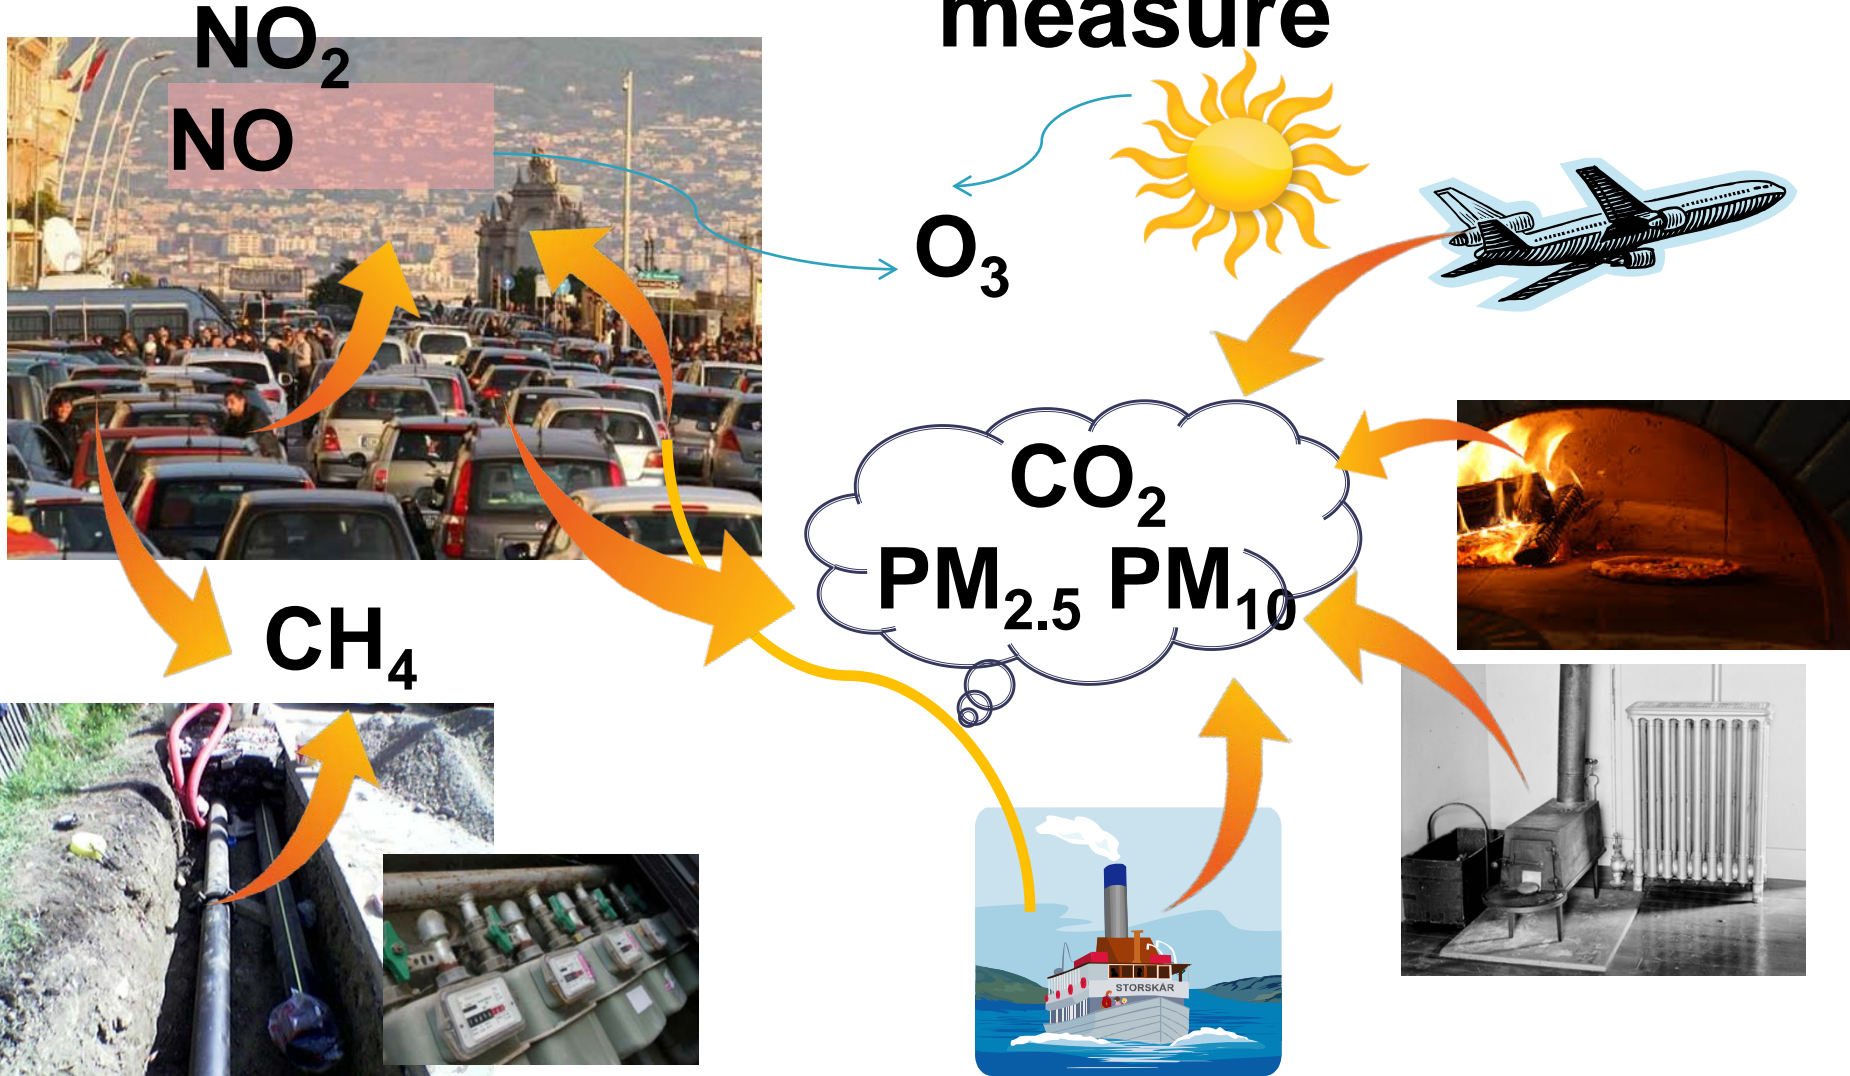 measure
NO₂
NO
O₃
CO₂
PM₂.₅ PM₁₀
CH₄
STORSKÄR